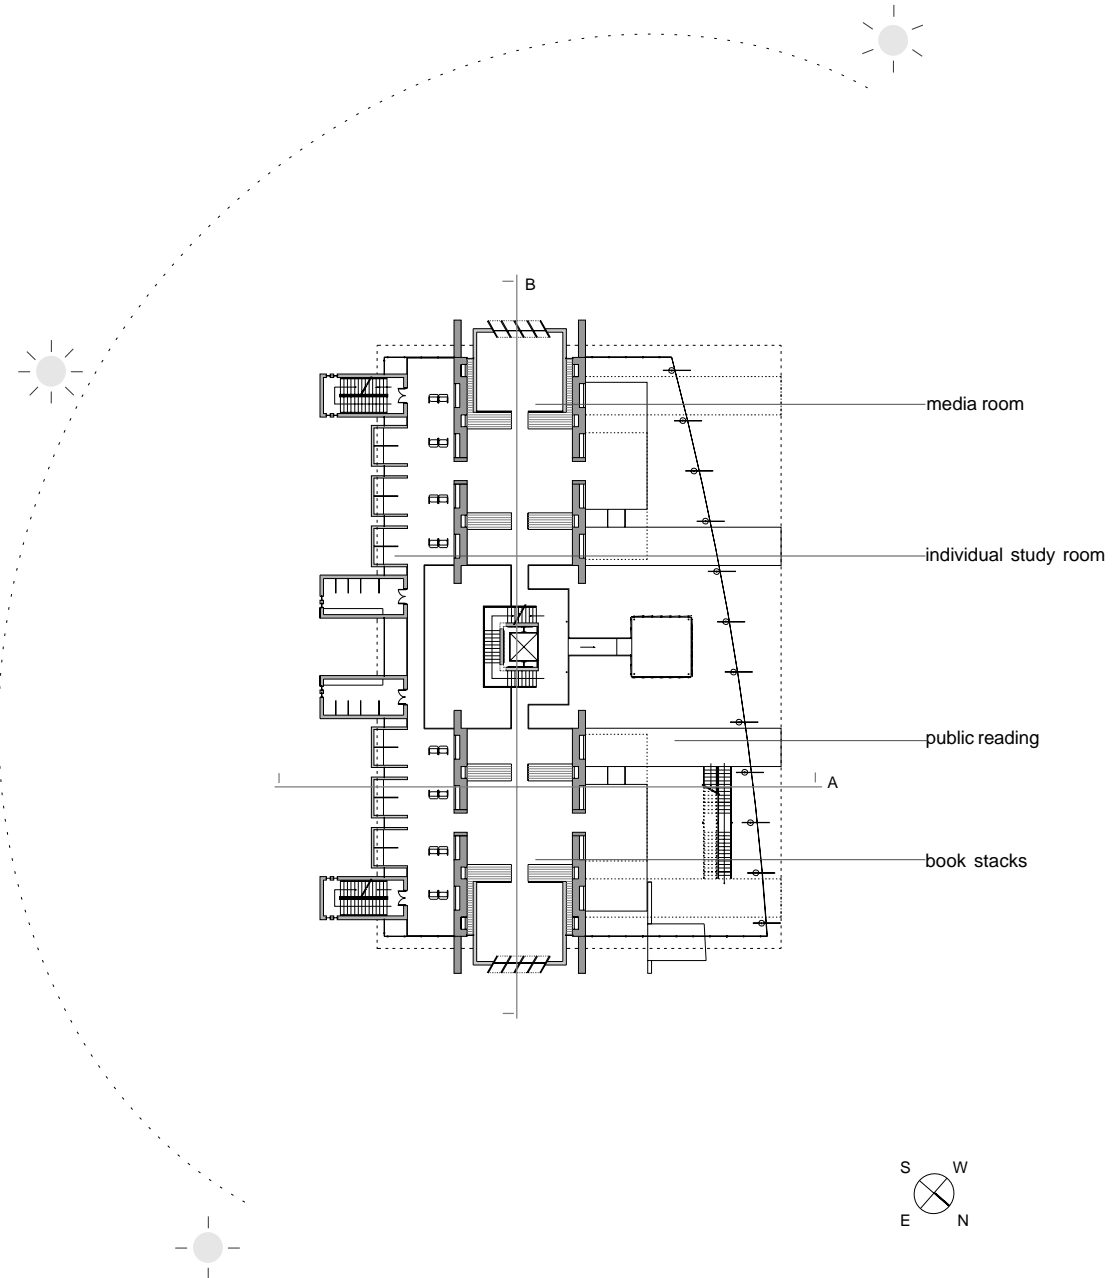 B
media room
individual study room
public reading
A
book stacks
S W
E N